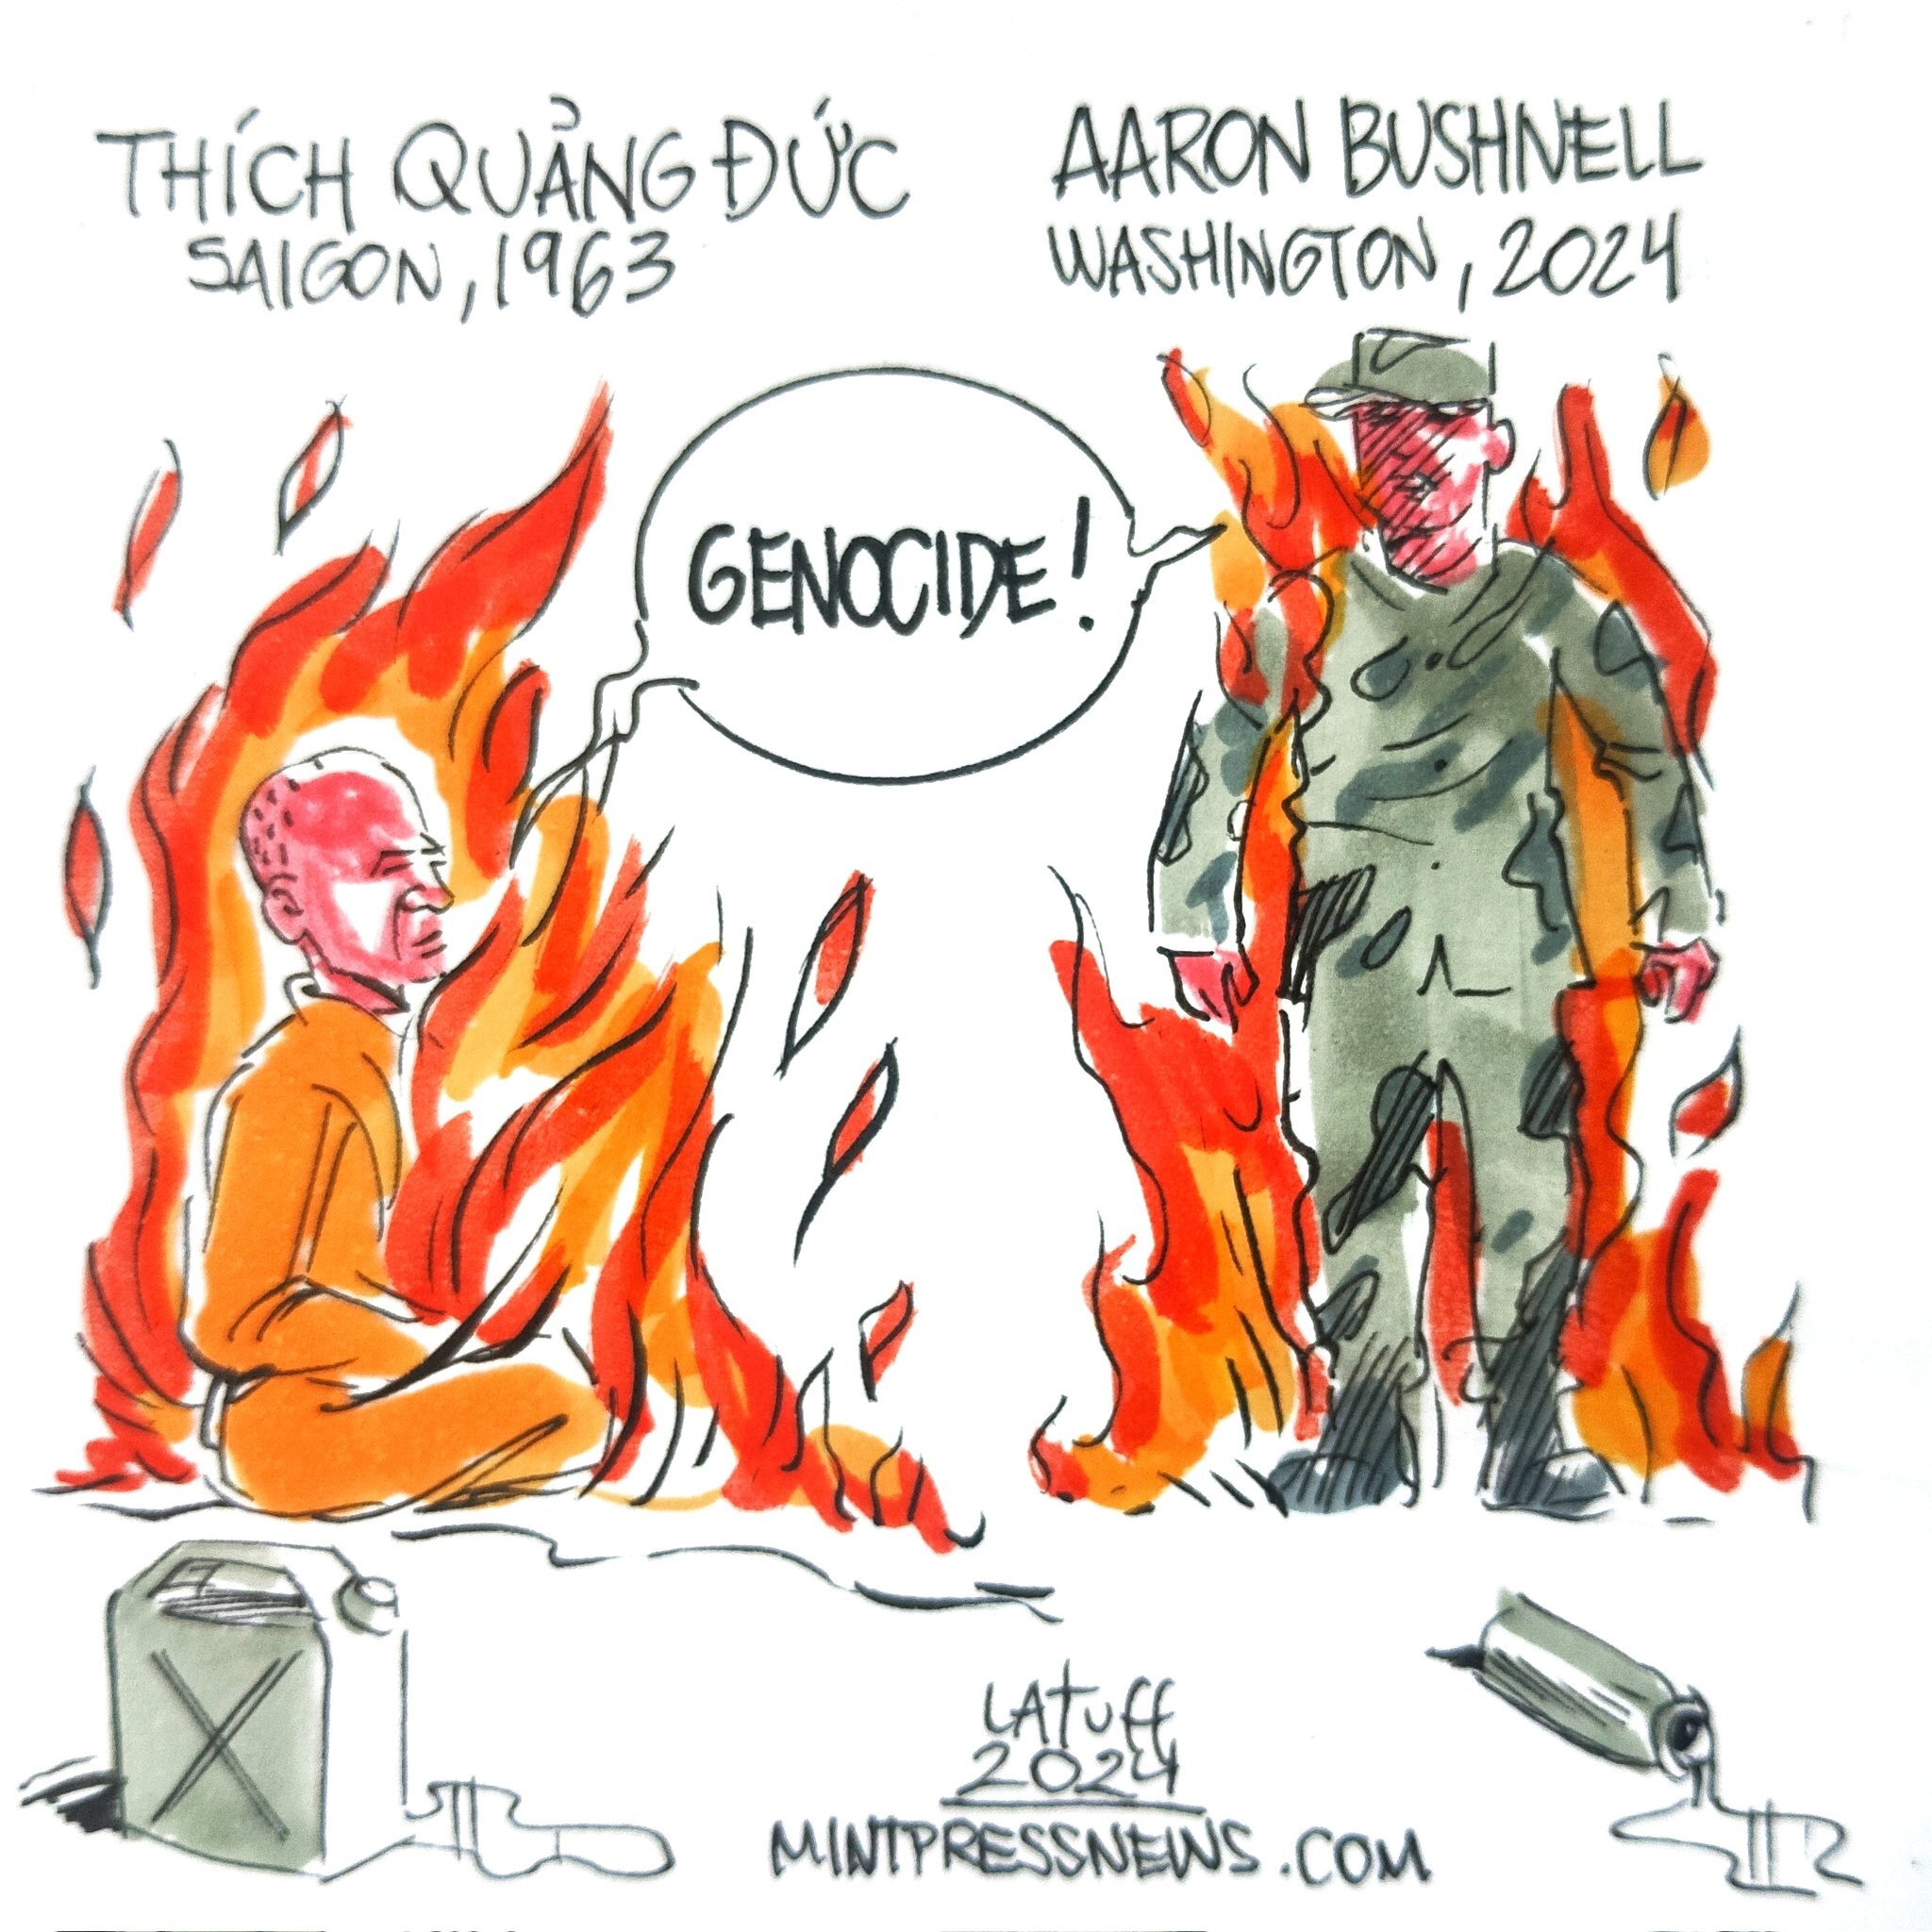 THÍCH QUẢNG ĐỨC
SAIGON, 1963
AARON BUSHNELL
WASHINGTON, 2024
GENOCIDE!
LATUFF
2024
MINTPRESSNEWS.COM